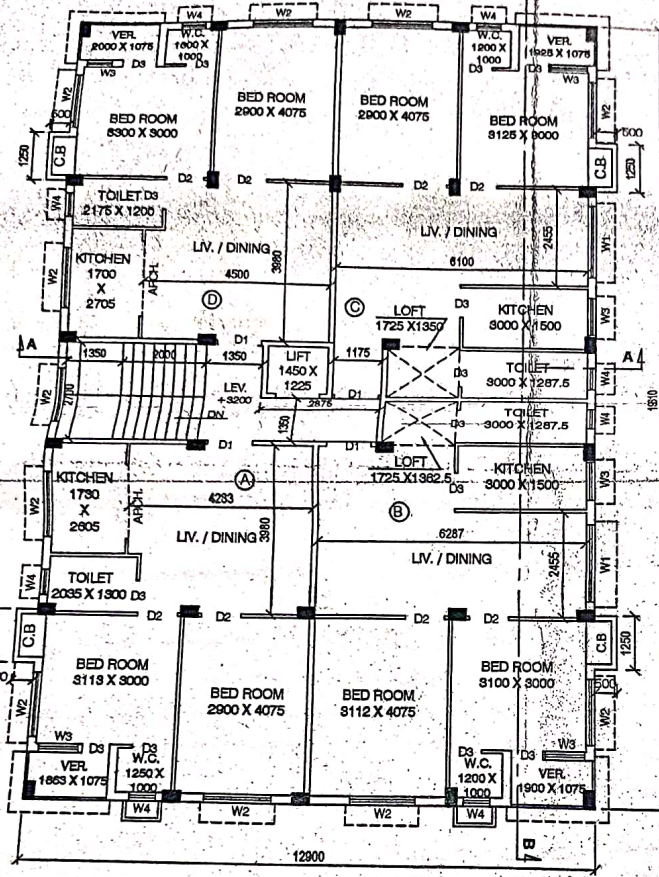 W4
W2
W2
W4
VER.
2000 X 1075
W.C.
1000
W.C.
1200 X
1000
VER.
1925 X 1075
W3
D3
D3
D3
D3
W3
W2
W2
500
500
BED ROOM
3300 X 3000
BED ROOM
2900 X 4075
BED ROOM
2900 X 4075
BED ROOM
3125 X 3000
1250
C.B
C.B
1250
D2
D2
D2
D2
W4
TOILET D3
2175 X 1200
LIV. / DINING
LIV. / DINING
2455
W1
W2
KITCHEN
1700
X
2705
ARCH.
3980
4500
6100
D
C
LOFT
1725 X1350
D3
KITCHEN
3000 X 1500
W3
D1
A
1350
2000
1350
LIFT
1450 X
1225
1175
D3
TOILET
3000 X 1287.5
W4
A
W2
2700
LEV.
+3200
DN
2875
D1
1350
D3
TOILET
3000 X 1287.5
W4
D1
D1
LOFT
1725 X1362.5
D3
KITCHEN
3000 X 1500
W3
W2
KITCHEN
1730
X
2605
ARCH.
A
4283
B
6287
LIV. / DINING
3980
LIV. / DINING
2455
W1
W4
TOILET
2035 X 1300 D3
D2
D2
D2
D2
C.B
C.B
1250
BED ROOM
3113 X 3000
BED ROOM
2900 X 4075
BED ROOM
3112 X 4075
BED ROOM
3100 X 3000
500
W2
W2
W3
D3
D3
D3
D3
W3
VER.
1863 X 1075
W.C.
1250 X
1000
W.C.
1200 X
1000
VER.
1900 X 1075
W4
W2
W2
W4
B
12900